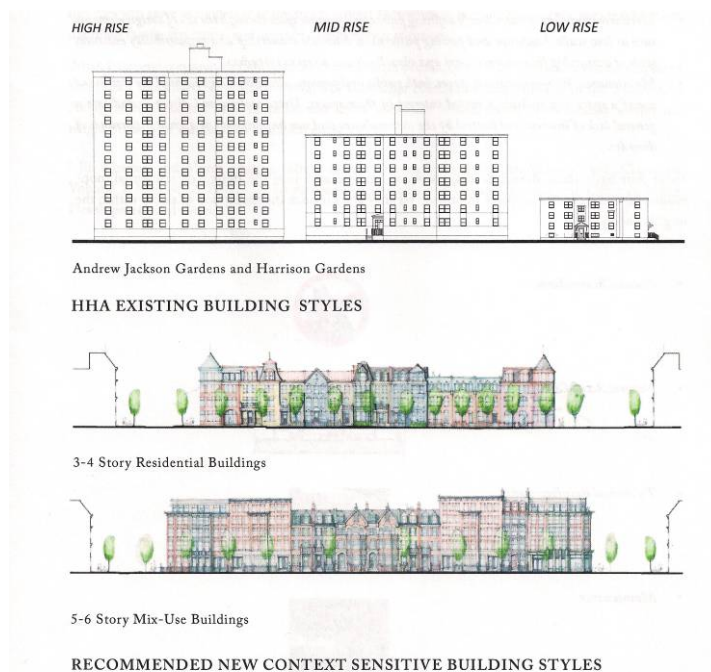 HIGH RISE
MID RISE
LOW RISE
Andrew Jackson Gardens and Harrison Gardens
HHA EXISTING BUILDING STYLES
3-4 Story Residential Buildings
5-6 Story Mix-Use Buildings
RECOMMENDED NEW CONTEXT SENSITIVE BUILDING STYLES